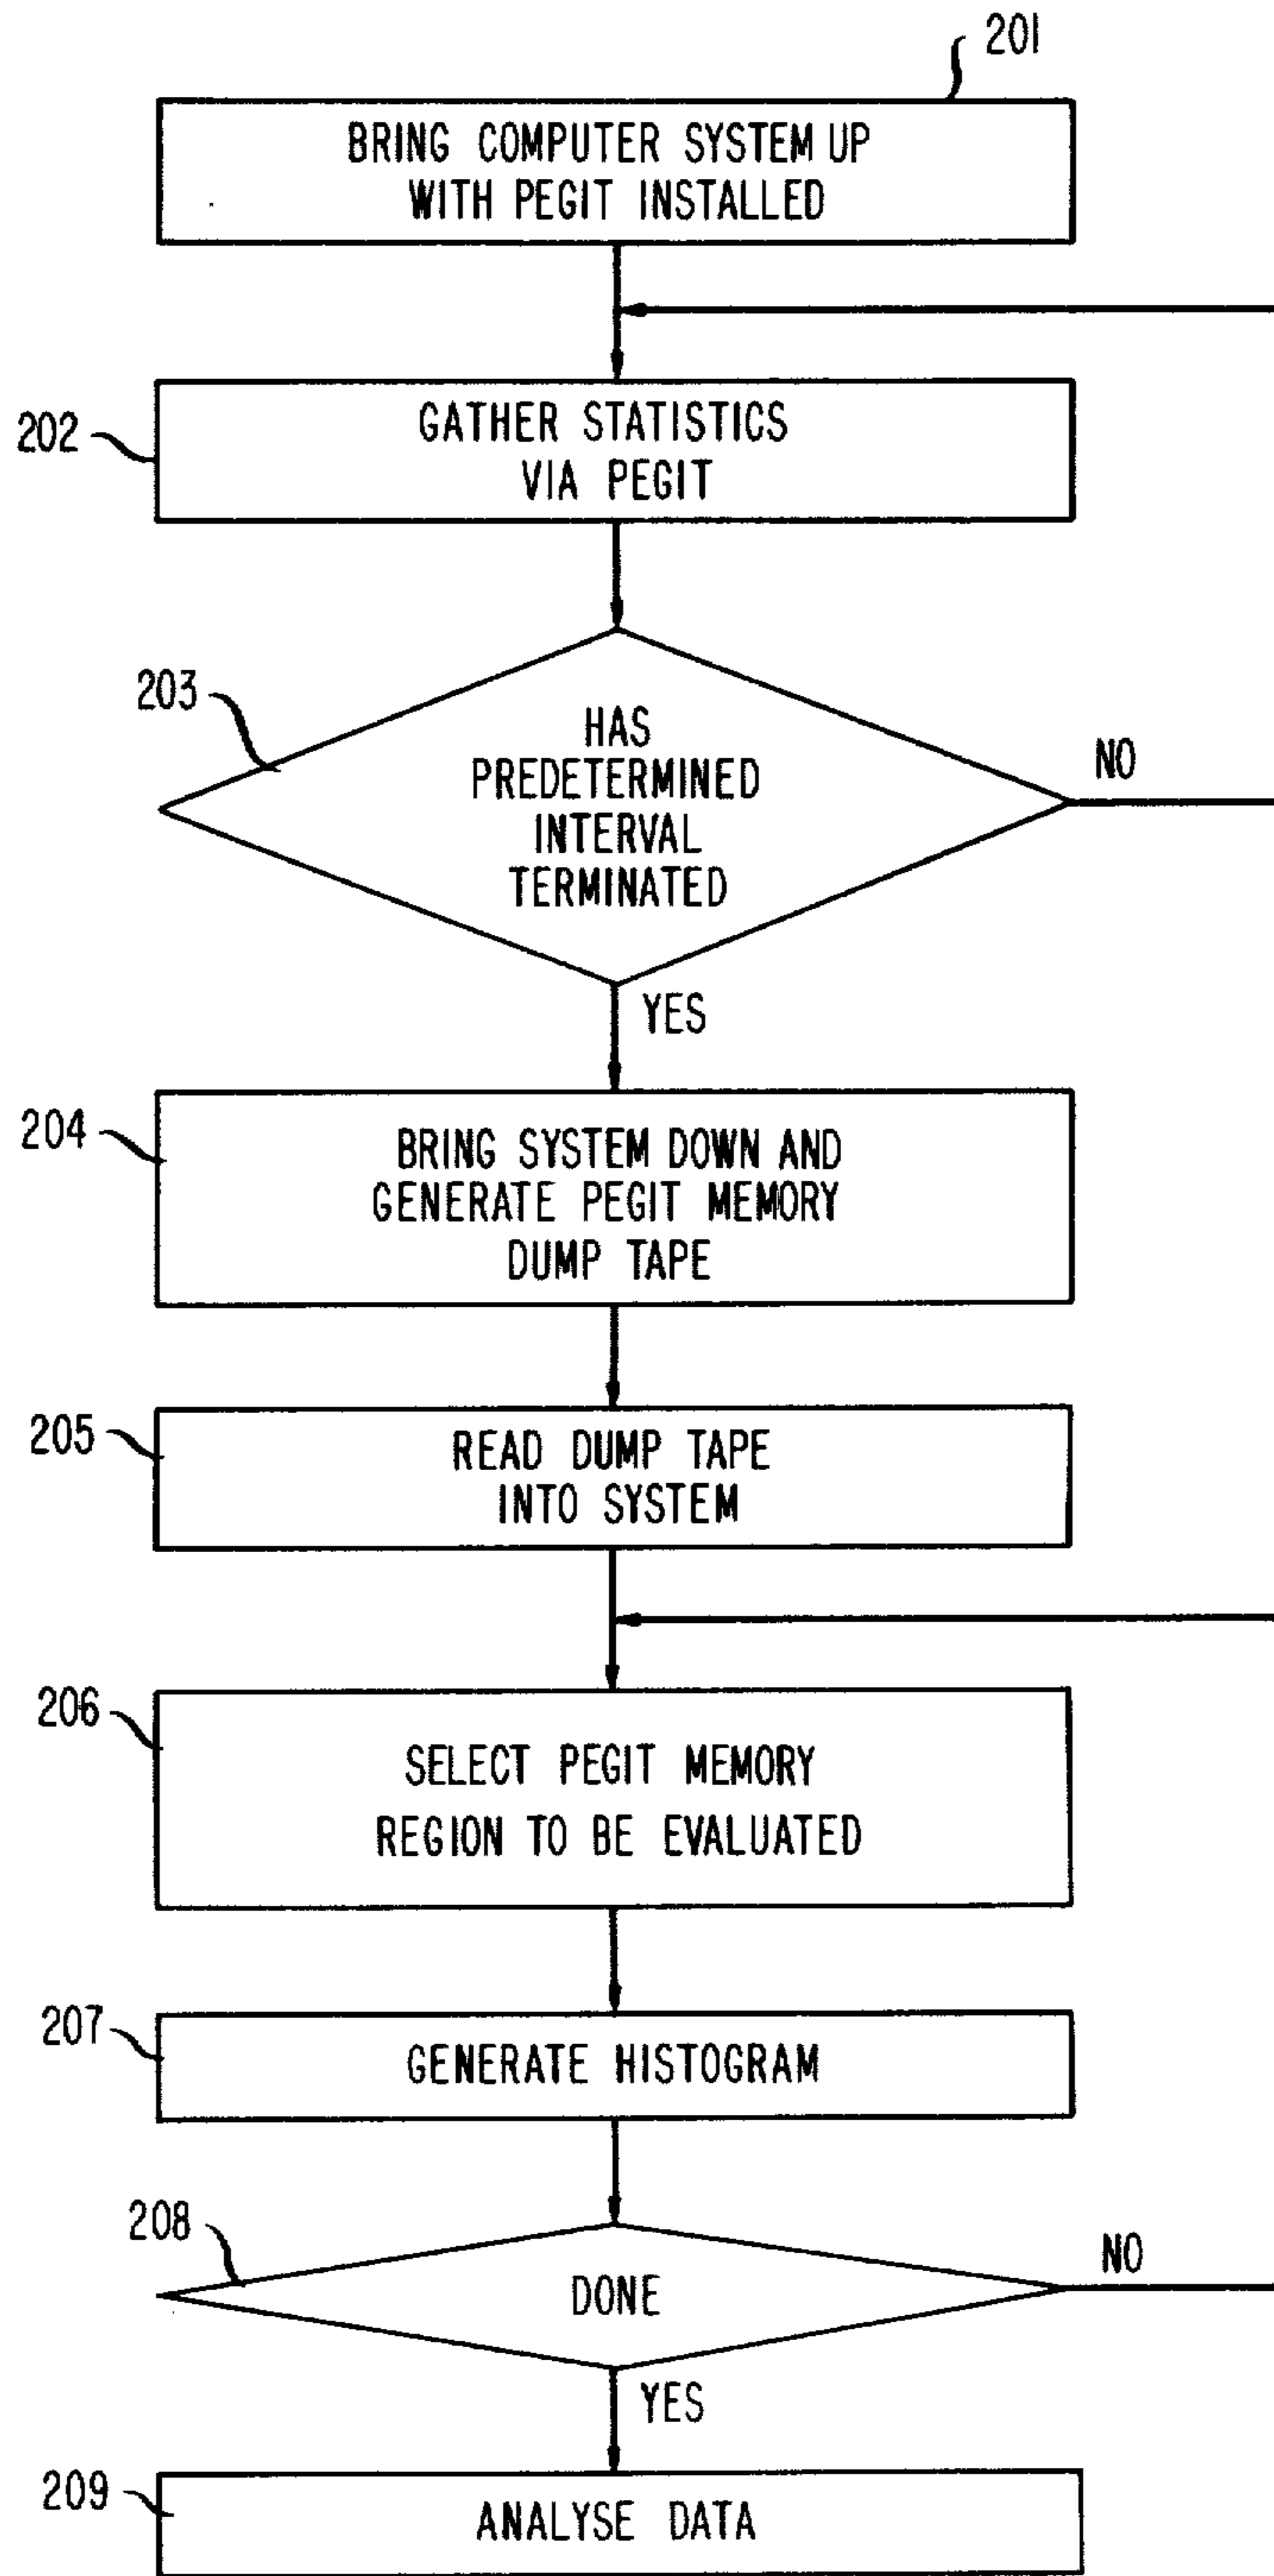 201
BRING COMPUTER SYSTEM UP
WITH PEGIT INSTALLED
202
GATHER STATISTICS
VIA PEGIT
203
HAS
PREDETERMINED
INTERVAL
TERMINATED
NO
YES
204
BRING SYSTEM DOWN AND
GENERATE PEGIT MEMORY
DUMP TAPE
205
READ DUMP TAPE
INTO SYSTEM
206
SELECT PEGIT MEMORY
REGION TO BE EVALUATED
207
GENERATE HISTOGRAM
208
DONE
NO
YES
209
ANALYSE DATA